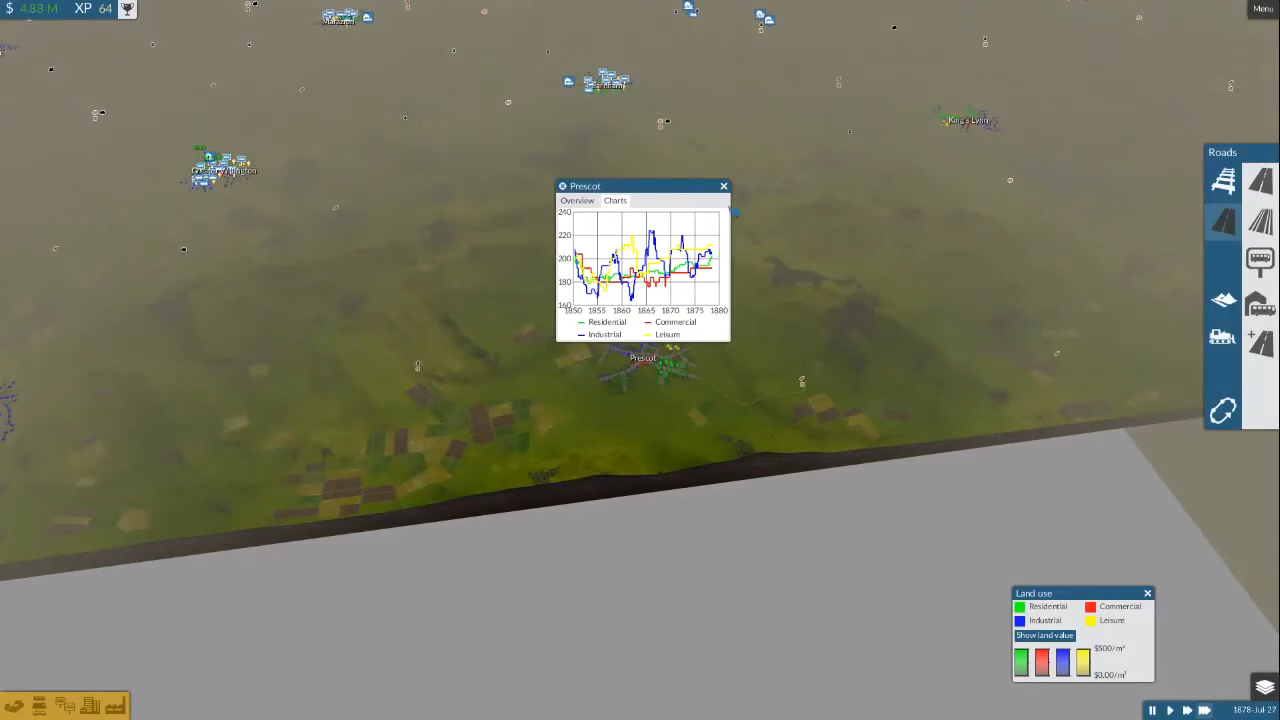 $ 4.88 M XP 64
Menu
Marazion
King's Lynn
Prescot
Overview Charts
240
220
200
180
160
1850 1855 1860 1865 1870 1875 1880
Residential Commercial
Industrial Leisure
Prescot
Roads
Land use
Residential Commercial
Industrial Leisure
Show land value
$500/m²
$0.00/m²
1878-Jul-27